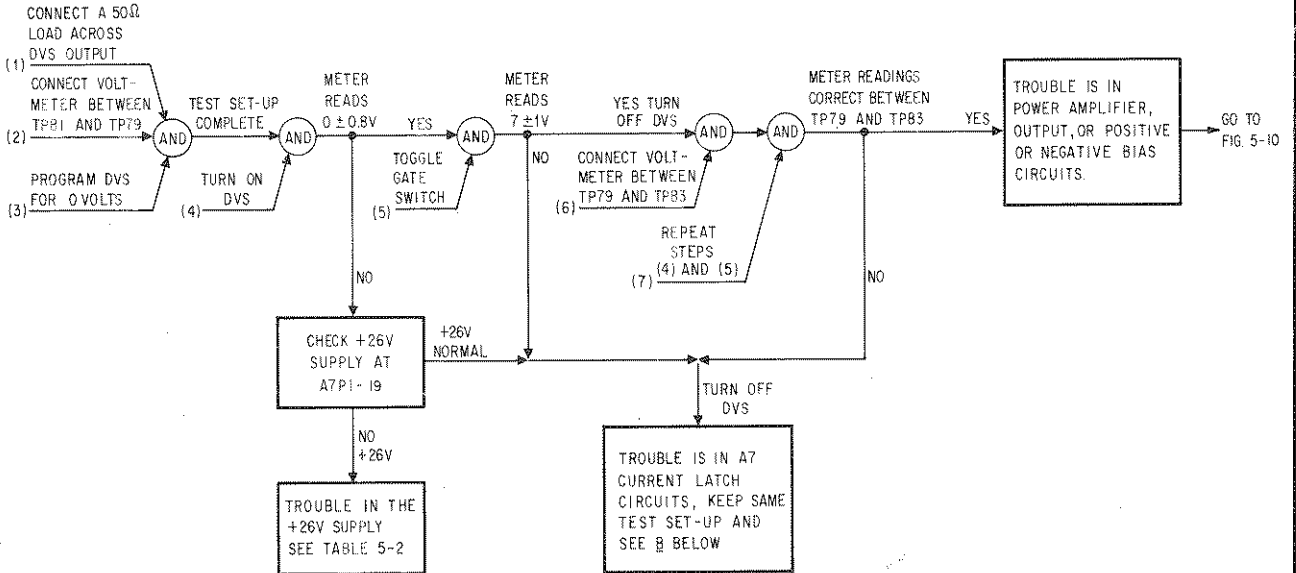 CONNECT A 50Ω
LOAD ACROSS
DVS OUTPUT
(1)
CONNECT VOLT-
METER BETWEEN
TP81 AND TP79
(2)
PROGRAM DVS
FOR 0 VOLTS
(3)
AND
TEST SET-UP
COMPLETE
TURN ON
DVS
(4)
AND
METER
READS
0 ± 0.8V
YES
TOGGLE
GATE
SWITCH
(5)
AND
METER
READS
7 ±1V
YES TURN
OFF DVS
NO
CONNECT VOLT-
METER BETWEEN
TP79 AND TP83
(6)
AND
REPEAT
STEPS
(4) AND (5)
(7)
AND
METER READINGS
CORRECT BETWEEN
TP79 AND TP83
YES
TROUBLE IS IN
POWER AMPLIFIER,
OUTPUT, OR POSITIVE
OR NEGATIVE BIAS
CIRCUITS.
GO TO
FIG. 5-10
NO
NO
CHECK +26V
SUPPLY AT
A7P1-19
+26V
NORMAL
NO
+26V
TROUBLE IN THE
+26V SUPPLY
SEE TABLE 5-2
TURN OFF
DVS
TROUBLE IS IN A7
CURRENT LATCH
CIRCUITS, KEEP SAME
TEST SET-UP AND
SEE B BELOW